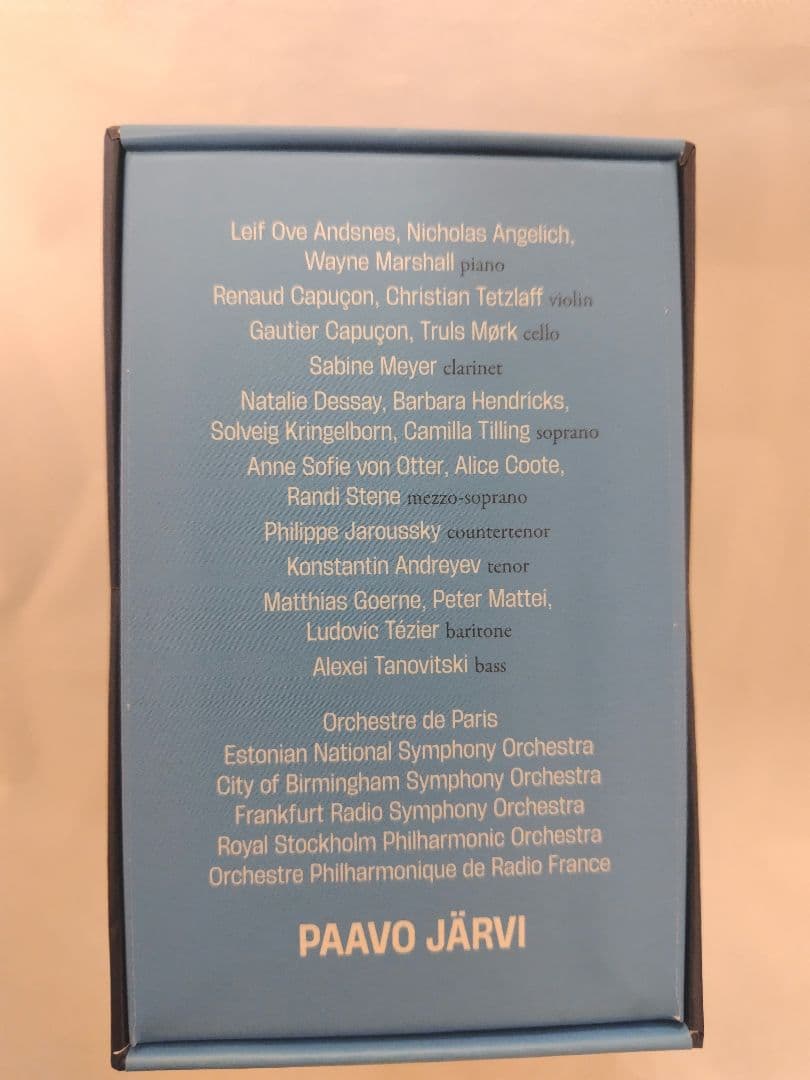 Leif Ove Andsnes, Nicholas Angelich,
Wayne Marshall piano
Renaud Capuçon, Christian Tetzlaff violin
Gautier Capuçon, Truls Mørk cello
Sabine Meyer clarinet
Natalie Dessay, Barbara Hendricks,
Solveig Kringelborn, Camilla Tilling soprano
Anne Sofie von Otter, Alice Coote,
Randi Stene mezzo-soprano
Philippe Jaroussky countertenor
Konstantin Andreyev tenor
Matthias Goerne, Peter Mattei,
Ludovic Tézier baritone
Alexei Tanovitski bass
Orchestre de Paris
Estonian National Symphony Orchestra
City of Birmingham Symphony Orchestra
Frankfurt Radio Symphony Orchestra
Royal Stockholm Philharmonic Orchestra
Orchestre Philharmonique de Radio France
PAAVO JÄRVI